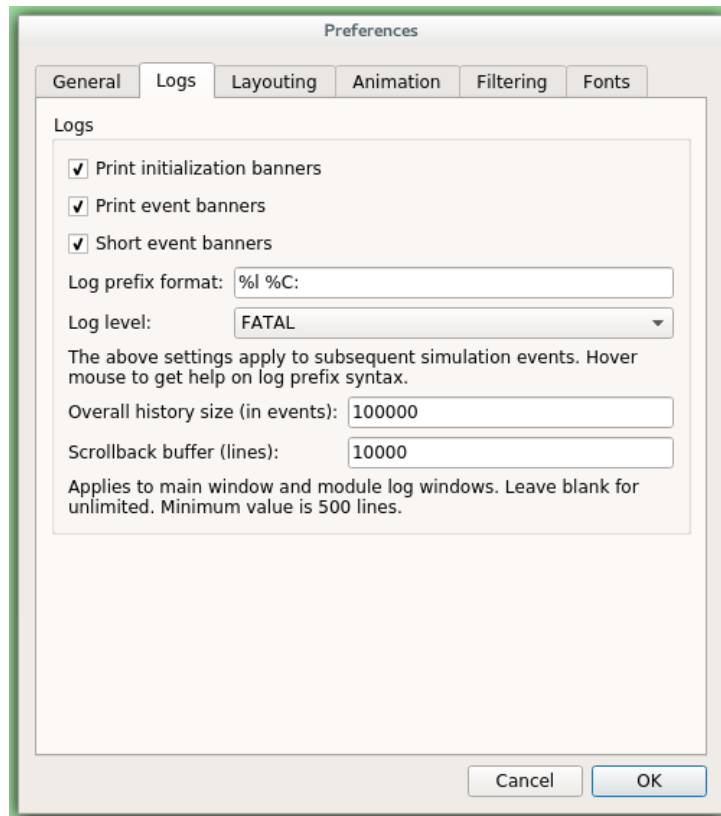 Preferences
General Logs Layouting Animation Filtering Fonts
Logs
Print initialization banners
Print event banners
Short event banners
Log prefix format: %l %C:
Log level: FATAL
The above settings apply to subsequent simulation events. Hover
mouse to get help on log prefix syntax.
Overall history size (in events): 100000
Scrollback buffer (lines): 10000
Applies to main window and module log windows. Leave blank for
unlimited. Minimum value is 500 lines.
Cancel OK